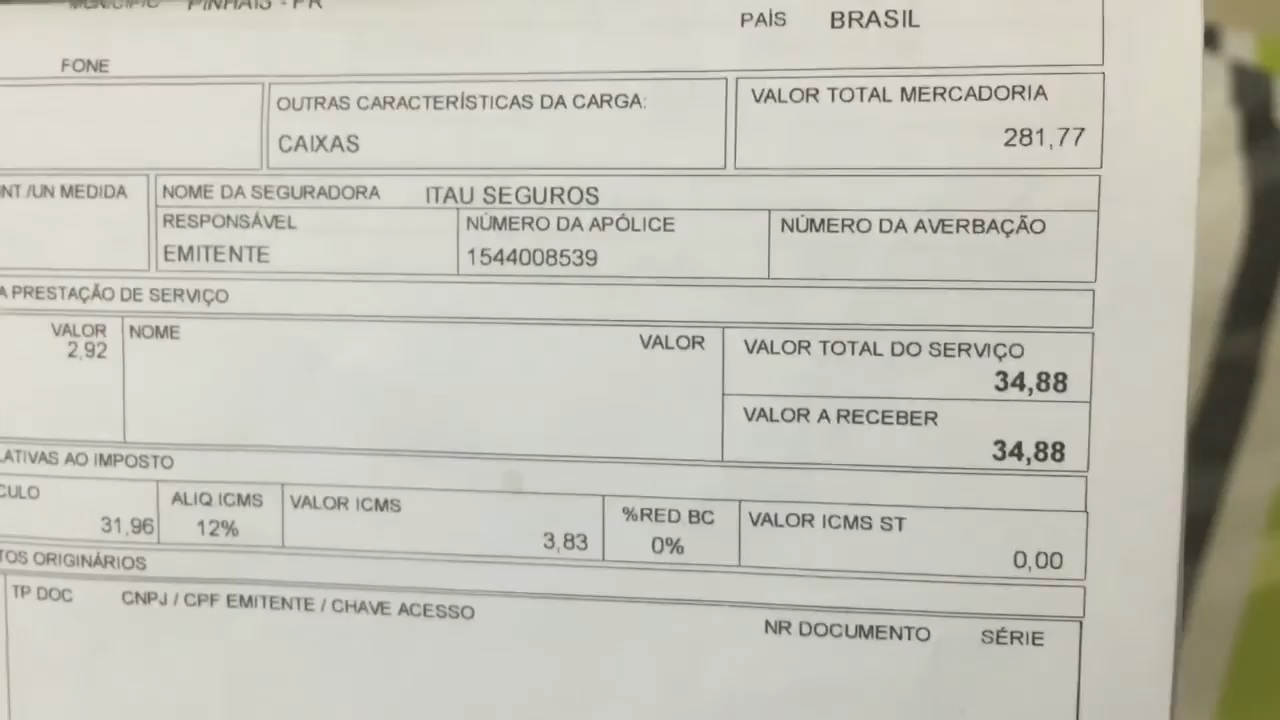 MUNICÍPIO PINHAIS - PR
PAÍS BRASIL
FONE
OUTRAS CARACTERÍSTICAS DA CARGA:
CAIXAS
VALOR TOTAL MERCADORIA
281,77
NT /UN MEDIDA
NOME DA SEGURADORA ITAU SEGUROS
RESPONSÁVEL
EMITENTE
NÚMERO DA APÓLICE
1544008539
NÚMERO DA AVERBAÇÃO
A PRESTAÇÃO DE SERVIÇO
VALOR
2,92
NOME
VALOR
VALOR TOTAL DO SERVIÇO
34,88
VALOR A RECEBER
34,88
LATIVAS AO IMPOSTO
CULO
31,96
ALIQ ICMS
12%
VALOR ICMS
3,83
%RED BC
0%
VALOR ICMS ST
0,00
TOS ORIGINÁRIOS
TP DOC
CNPJ / CPF EMITENTE / CHAVE ACESSO
NR DOCUMENTO
SÉRIE